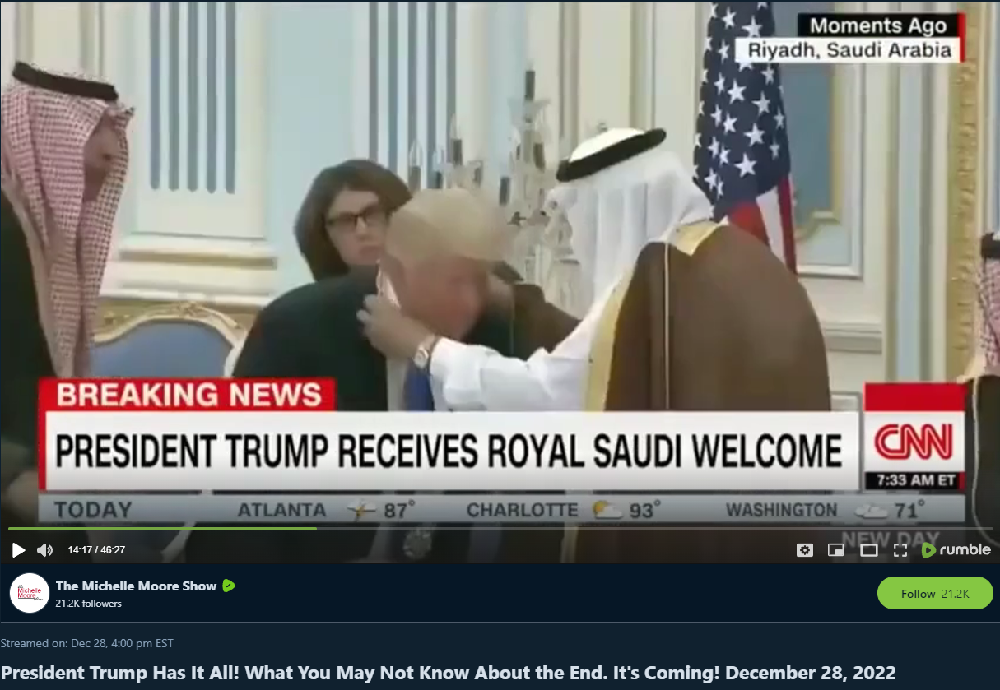 Moments Ago
Riyadh, Saudi Arabia
BREAKING NEWS
PRESIDENT TRUMP RECEIVES ROYAL SAUDI WELCOME
CNN
7:33 AM ET
TODAY ATLANTA 87° CHARLOTTE 93° WASHINGTON 71°
NEW DAY
14:17 / 46:27
rumble
The Michelle Moore Show
21.2K followers
Follow 21.2K
Streamed on: Dec 28, 4:00 pm EST
President Trump Has It All! What You May Not Know About the End. It's Coming! December 28, 2022